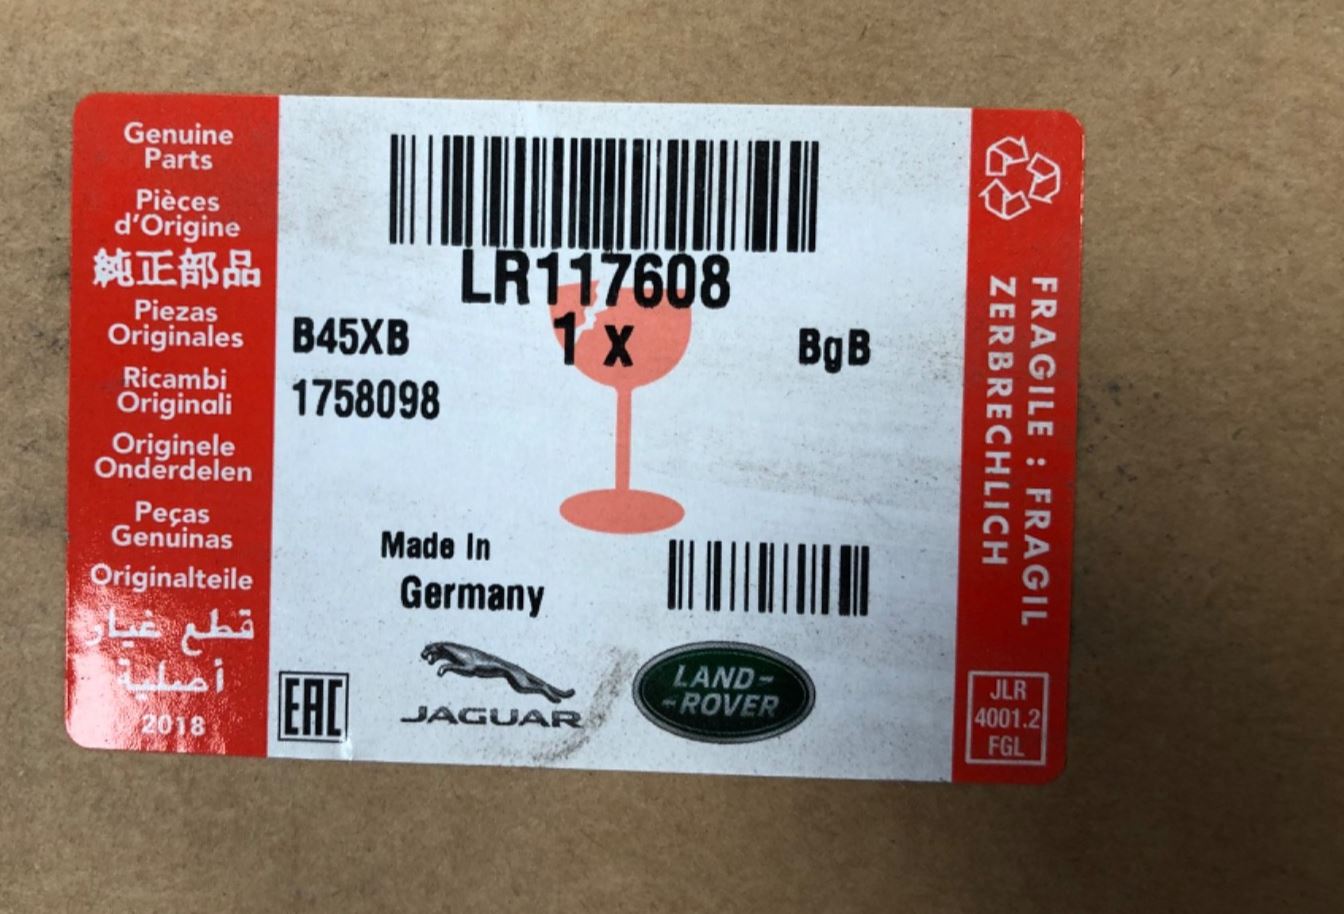 Genuine
Parts
Pièces
d'Origine
純正部品
Piezas
Originales
Ricambi
Originali
Originele
Onderdelen
Peças
Genuinas
Originalteile
قطع غيار
أصلية
2018
LR117608
B45XB
1 x
BgB
1758098
Made In
Germany
EAC
JAGUAR
LAND-
-ROVER
FRAGILE : FRAGIL
ZERBRECHLICH
JLR
4001.2
FGL